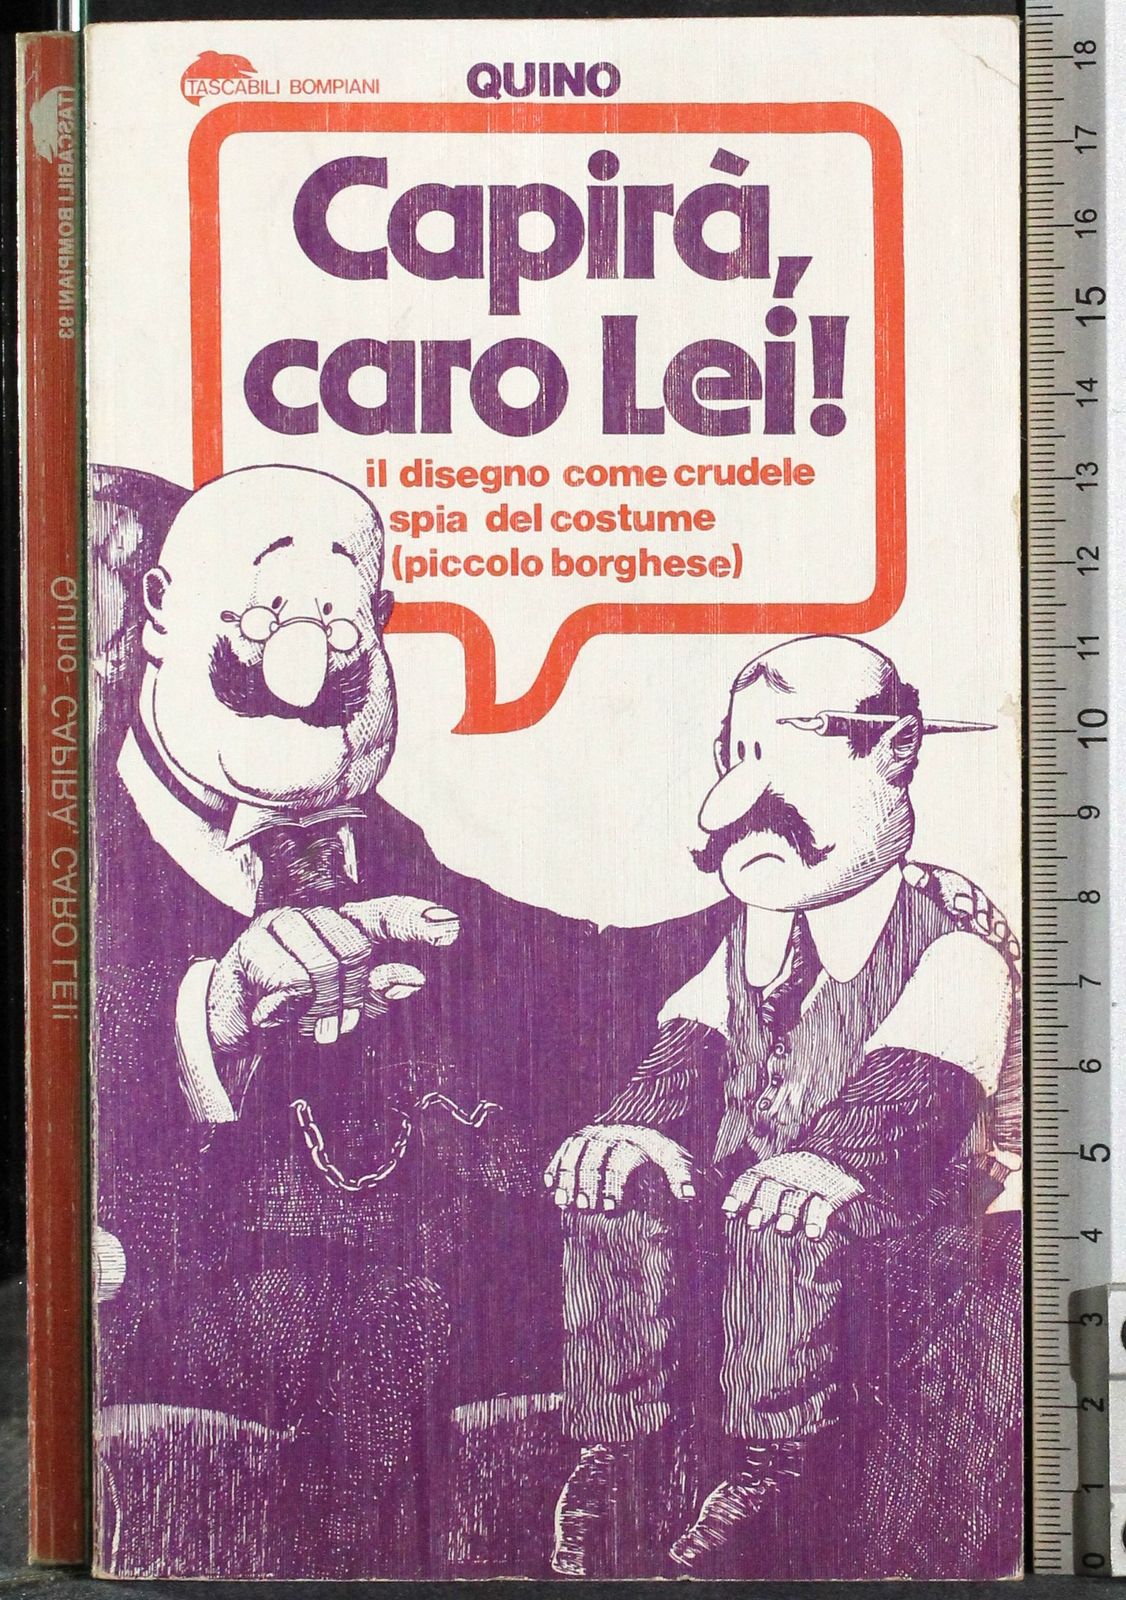 TASCABILI BOMPIANI
QUINO
Capirà,
caro Lei!
il disegno come crudele
spia del costume
(piccolo borghese)
TASCABILI BOMPIANI 93
Quino CAPIRA, CARO LEI!
18
17
16
15
14
13
12
11
10
9
8
7
6
5
4
3
2
1
0